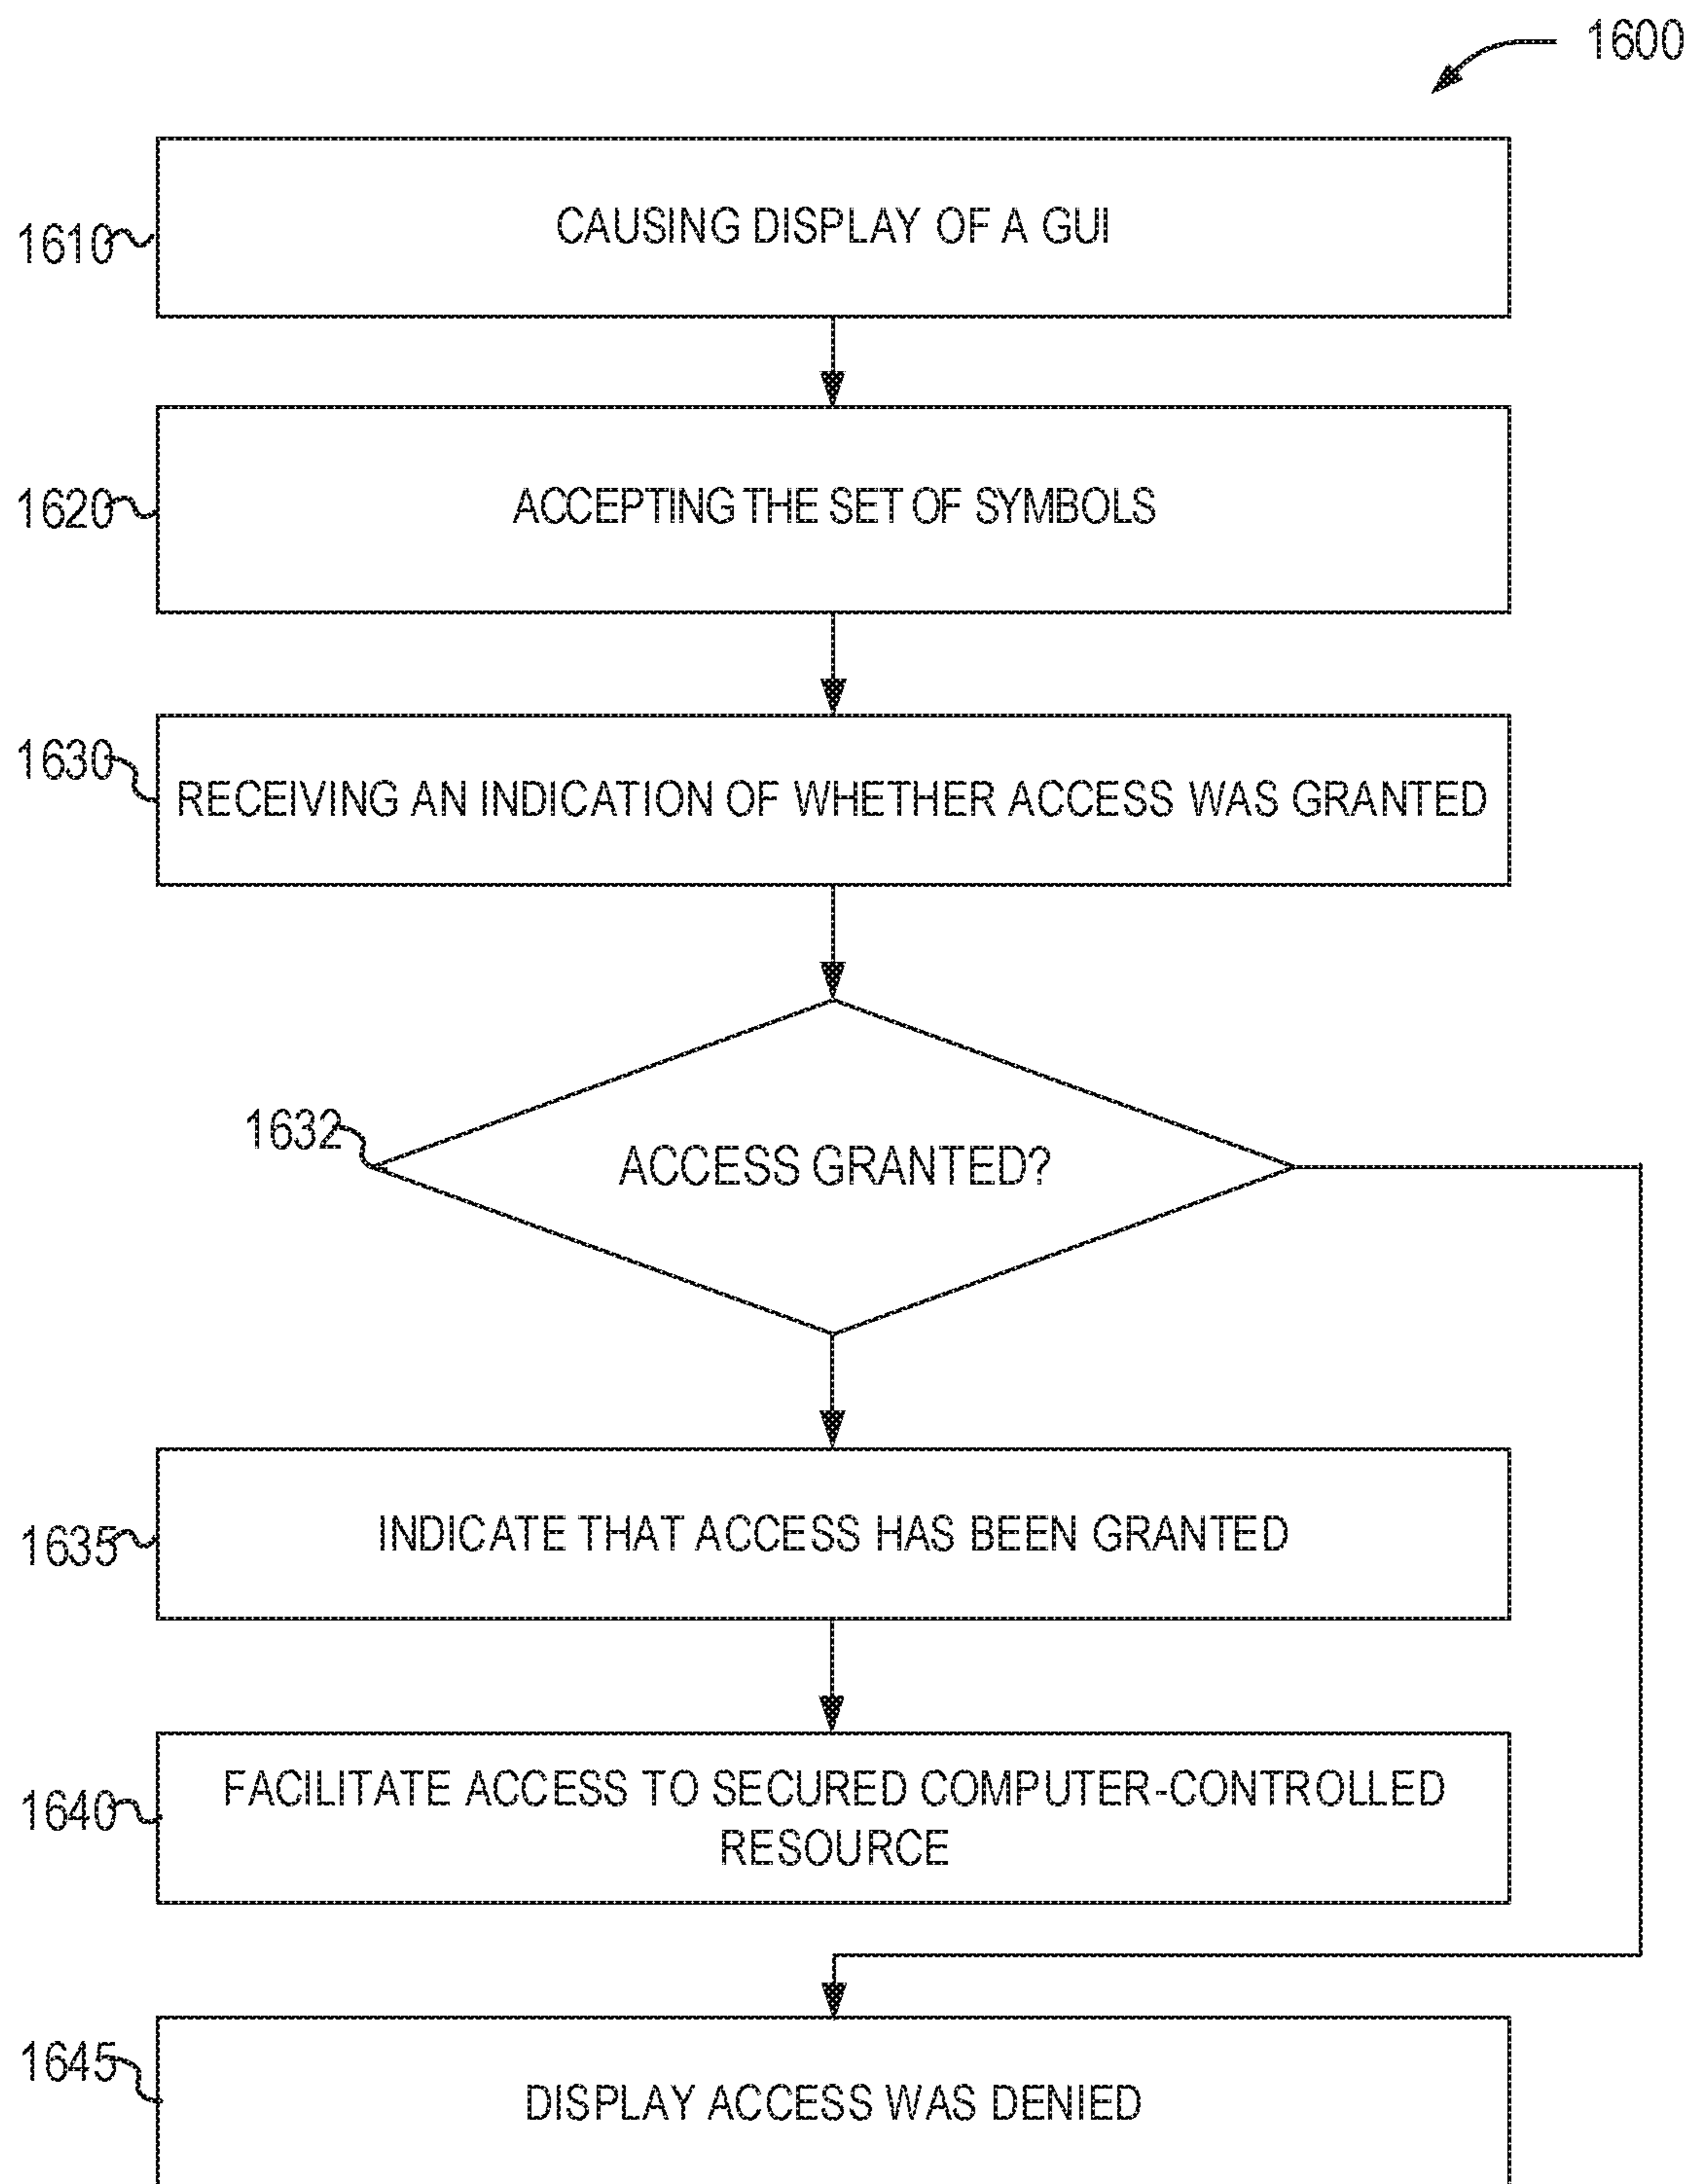 1600
1610
CAUSING DISPLAY OF A GUI
1620
ACCEPTING THE SET OF SYMBOLS
1630
RECEIVING AN INDICATION OF WHETHER ACCESS WAS GRANTED
1632
ACCESS GRANTED?
1635
INDICATE THAT ACCESS HAS BEEN GRANTED
1640
FACILITATE ACCESS TO SECURED COMPUTER-CONTROLLED
RESOURCE
1645
DISPLAY ACCESS WAS DENIED